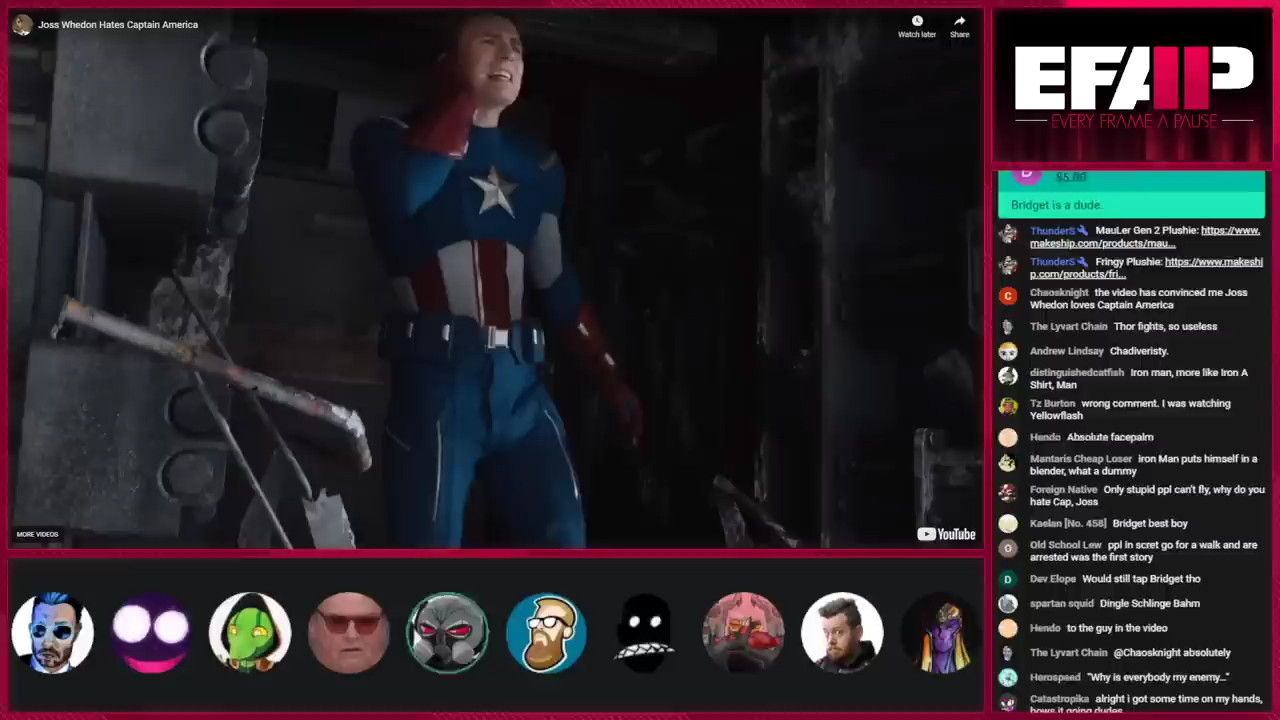 Joss Whedon Hates Captain America
Watch later
Share
MORE VIDEOS
YouTube
EFAP
EVERY FRAME A PAUSE
$5.00
Bridget is a dude.
ThunderS MauLer Gen 2 Plushie: https://www.
makeship.com/products/mau...
ThunderS Fringy Plushie: https://www.makeshi
p.com/products/fri...
Chaosknight the video has convinced me Joss
Whedon loves Captain America
The Lyvart Chain Thor fights, so useless
Andrew Lindsay Chadiveristy.
distinguishedcatfish Iron man, more like Iron A
Shirt, Man
Tz Burton wrong comment. I was watching
Yellowflash
Hendo Absolute facepalm
Mantaris Cheap Loser iron Man puts himself in a
blender, what a dummy
Foreign Native Only stupid ppl can't fly, why do you
hate Cap, Joss
Kaelan [No. 458] Bridget best boy
Old School Lew ppl in scret go for a walk and are
arrested was the first story
Dev Elope Would still tap Bridget tho
spartan squid Dingle Schlinge Bahm
Hendo to the guy in the video
The Lyvart Chain @Chaosknight absolutely
Herospeed "Why is everybody my enemy..."
Catastropika alright i got some time on my hands,
hows it going dudes